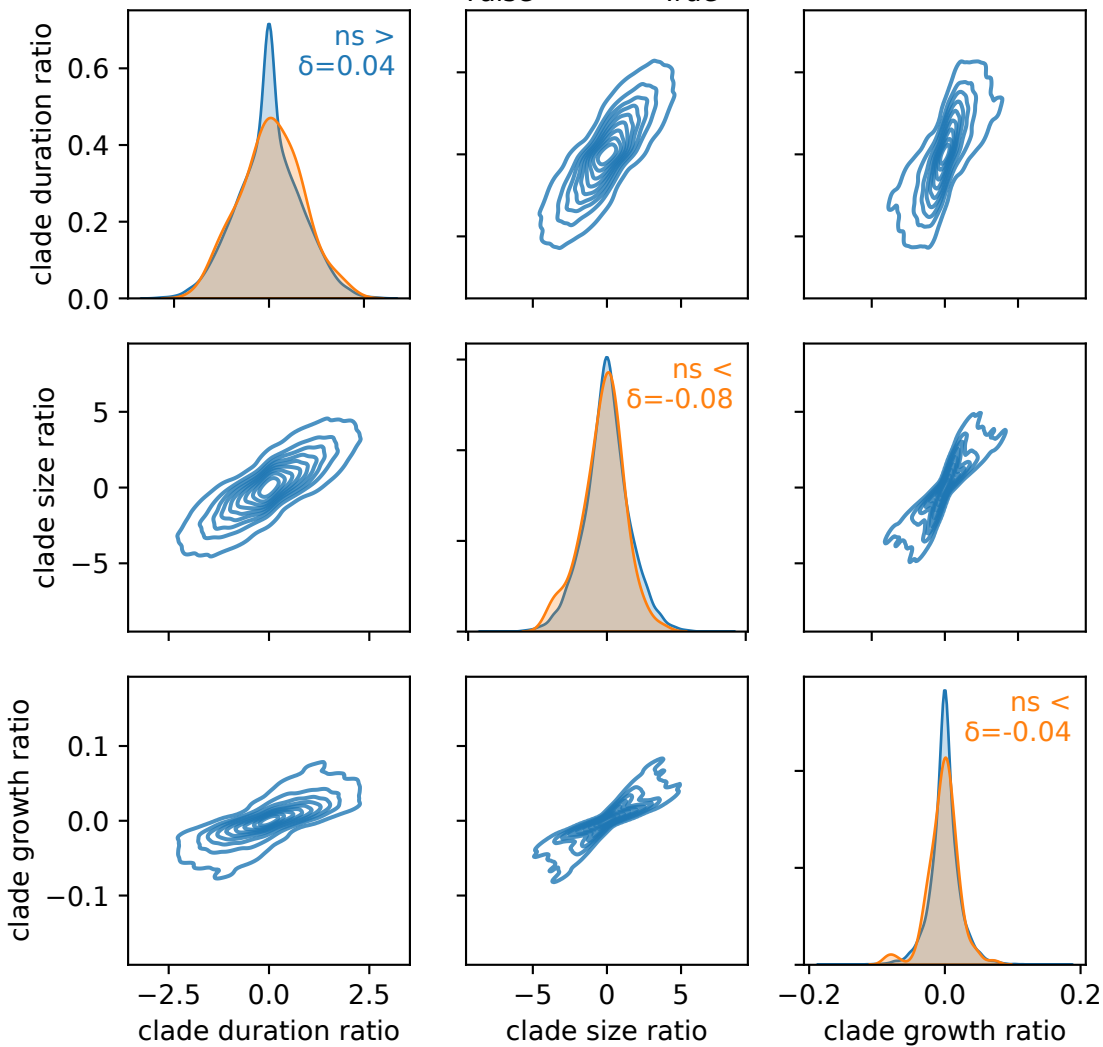 clade duration ratio
0.6
0.4
0.2
0.0
ns >
δ=0.04
clade size ratio
5
0
−5
ns <
δ=-0.08
clade growth ratio
0.1
0.0
−0.1
ns <
δ=-0.04
−2.5 0.0 2.5
−5 0 5
−0.2 0.0 0.2
clade duration ratio
clade size ratio
clade growth ratio